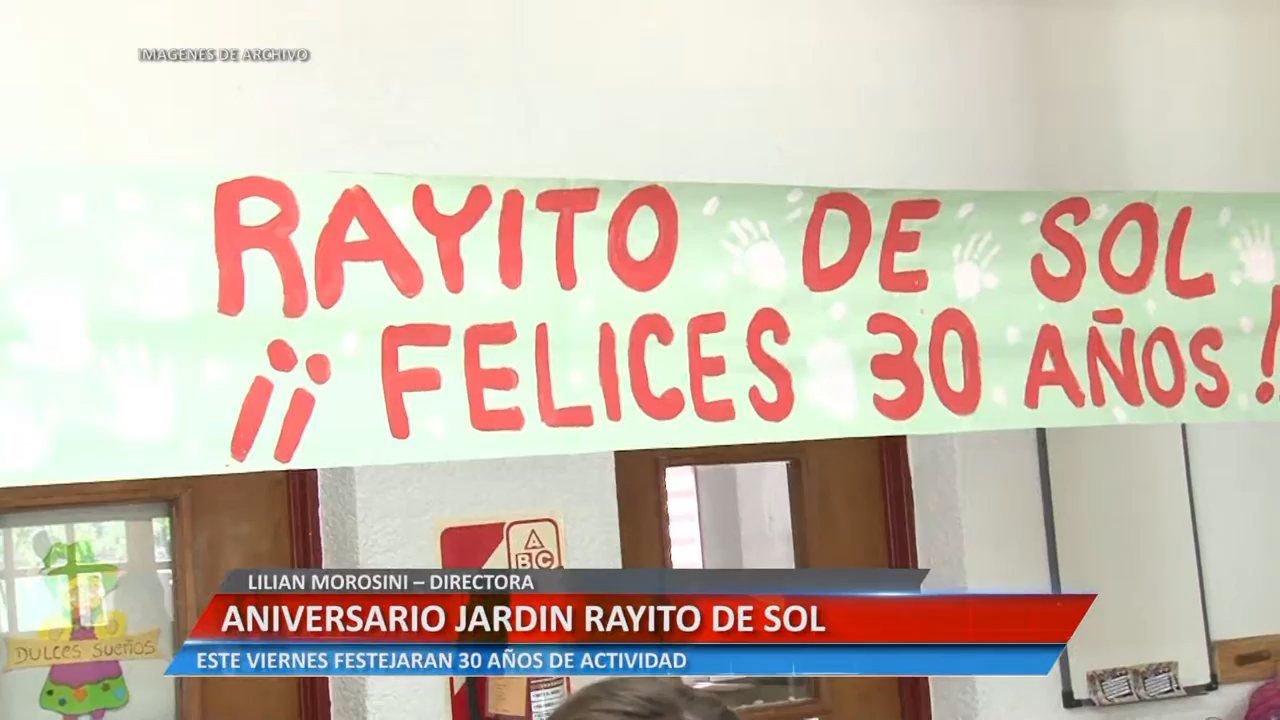 IMAGENES DE ARCHIVO
RAYITO DE SOL
¡¡ FELICES 30 AÑOS !!
A
B C
DULCES SUEÑOS
LILIAN MOROSINI – DIRECTORA
ANIVERSARIO JARDIN RAYITO DE SOL
ESTE VIERNES FESTEJARAN 30 AÑOS DE ACTIVIDAD